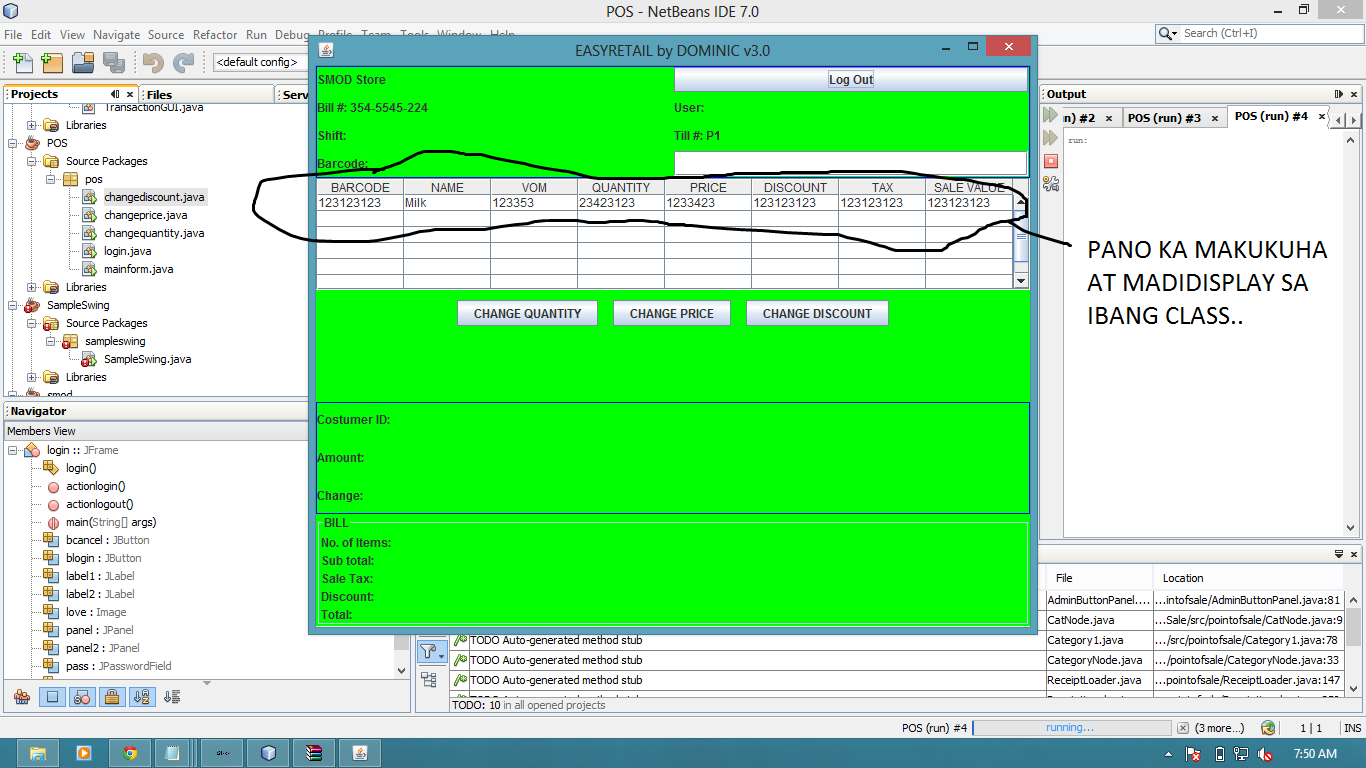 POS - NetBeans IDE 7.0
File Edit View Navigate Source Refactor Run Debug Profile Team Tools Window Help
Search (Ctrl+I)
<default config>
Projects
Files
Serv
TransactionGUI.java
Libraries
POS
Source Packages
pos
changediscount.java
changeprice.java
changequantity.java
login.java
mainform.java
Libraries
SampleSwing
Source Packages
sampleswing
SampleSwing.java
Libraries
smod
Navigator
Members View
login :: JFrame
login()
actionlogin()
actionlogout()
main(String[] args)
bcancel : JButton
blogin : JButton
label1 : JLabel
label2 : JLabel
love : Image
panel : JPanel
panel2 : JPanel
pass : JPasswordField
EASYRETAIL by DOMINIC v3.0
SMOD Store
Log Out
Bill #: 354-5545-224
User:
Shift:
Till #: P1
Barcode:
BARCODE NAME VOM QUANTITY PRICE DISCOUNT TAX SALE VALUE
123123123 Milk 123353 23423123 1233423 123123123 123123123 123123123
CHANGE QUANTITY CHANGE PRICE CHANGE DISCOUNT
Costumer ID:
Amount:
Change:
BILL
No. of Items:
Sub total:
Sale Tax:
Discount:
Total:
Output
n) #2 POS (run) #3 POS (run) #4
run:
PANO KA MAKUKUHA
AT MADIDISPLAY SA
IBANG CLASS..
File Location
AdminButtonPanel.... ...intofsale/AdminButtonPanel.java:81
CatNode.java ...Sale/src/pointofsale/CatNode.java:9
TODO Auto-generated method stub Category1.java .../src/pointofsale/Category1.java:78
TODO Auto-generated method stub CategoryNode.java .../pointofsale/CategoryNode.java:33
TODO Auto-generated method stub ReceiptLoader.java ...pointofsale/ReceiptLoader.java:147
TODO: 10 in all opened projects
POS (run) #4 running... (3 more...) 1 | 1 INS
7:50 AM